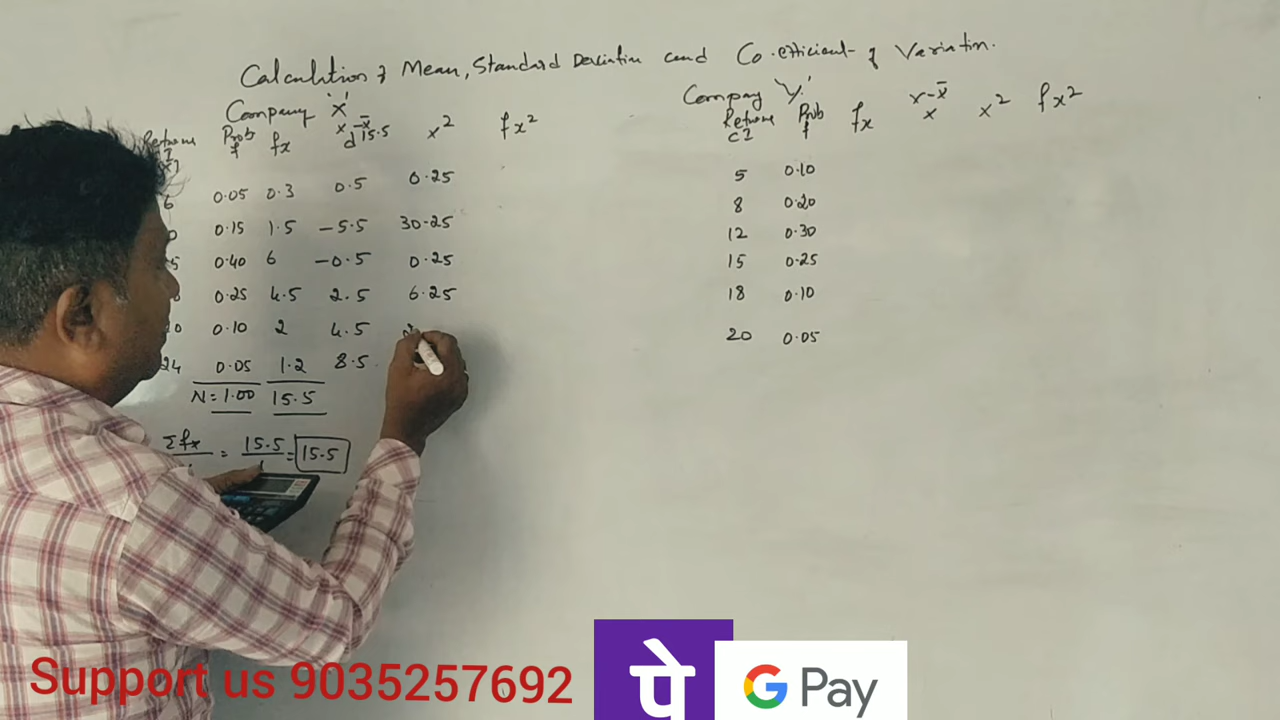 Calculation of Mean, Standard Deviation and Co-efficient of Variatin.
Company 'X'
Prob f fx x-x̄ 15.5 d x² fx²
6 0.05 0.3 0.5 0.25
0.15 1.5 -5.5 30.25
0.40 6 -0.5 0.25
0.25 4.5 2.5 6.25
0.10 2 4.5
24 0.05 1.2 8.5
N = 1.00 15.5
Σfx = 15.5 = 15.5
Compay 'Y'
Prob f fx x-x̄ x x² fx²
5 0.10
8 0.20
12 0.30
15 0.25
18 0.10
20 0.05
Support us 9035257692
पे
G Pay